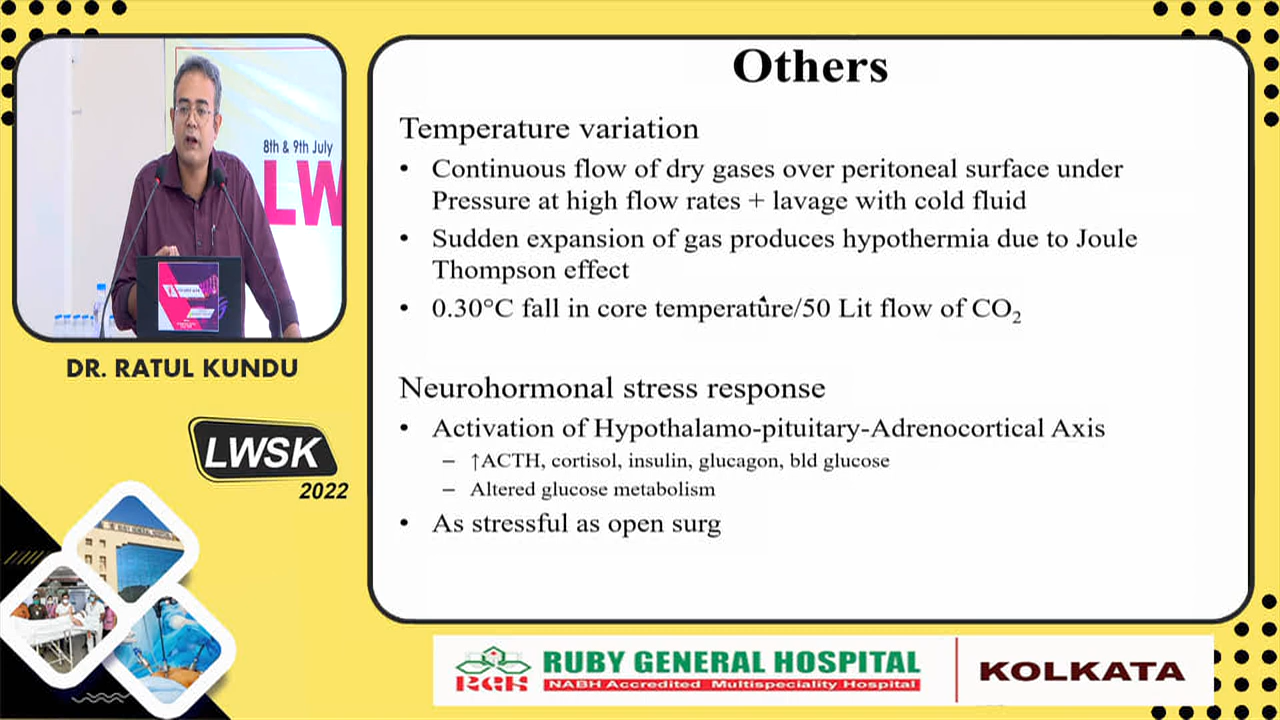 Others
8th & 9th July
LW
Temperature variation
• Continuous flow of dry gases over peritoneal surface under
Pressure at high flow rates + lavage with cold fluid
• Sudden expansion of gas produces hypothermia due to Joule
Thompson effect
• 0.30°C fall in core temperature/50 Lit flow of CO₂
DR. RATUL KUNDU
Neurohormonal stress response
• Activation of Hypothalamo-pituitary-Adrenocortical Axis
– ↑ACTH, cortisol, insulin, glucagon, bld glucose
– Altered glucose metabolism
• As stressful as open surg
LWSK
2022
RGH
RUBY GENERAL HOSPITAL
NABH Accredited Multispeciality Hospital
KOLKATA